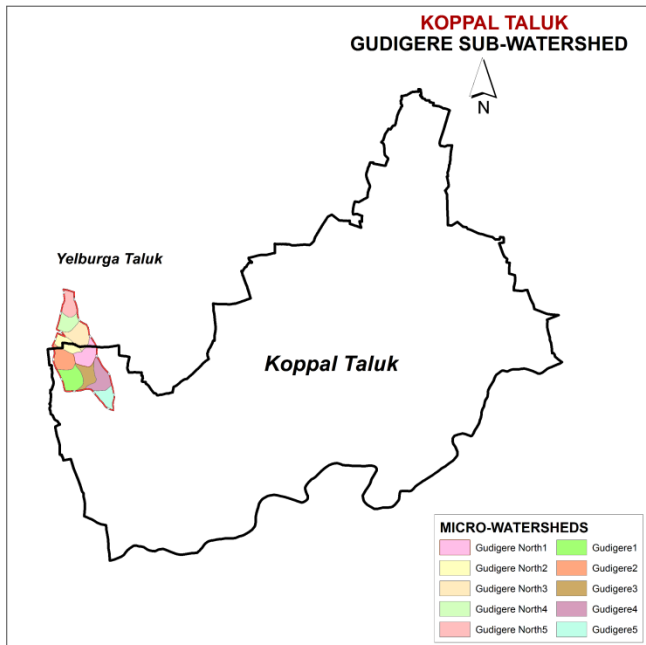 KOPPAL TALUK
GUDIGERE SUB-WATERSHED
N
Yelburga Taluk
Koppal Taluk
MICRO-WATERSHEDS
Gudigere North1
Gudigere North2
Gudigere North3
Gudigere North4
Gudigere North5
Gudigere1
Gudigere2
Gudigere3
Gudigere4
Gudigere5